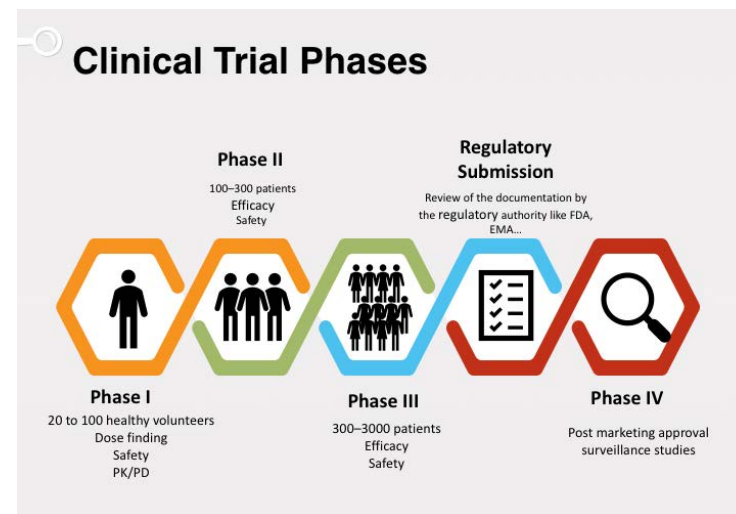 Clinical Trial Phases
Phase I
20 to 100 healthy volunteers
Dose finding
Safety
PK/PD
Phase II
100–300 patients
Efficacy
Safety
Phase III
300–3000 patients
Efficacy
Safety
Regulatory
Submission
Review of the documentation by
the regulatory authority like FDA,
EMA...
Phase IV
Post marketing approval
surveillance studies